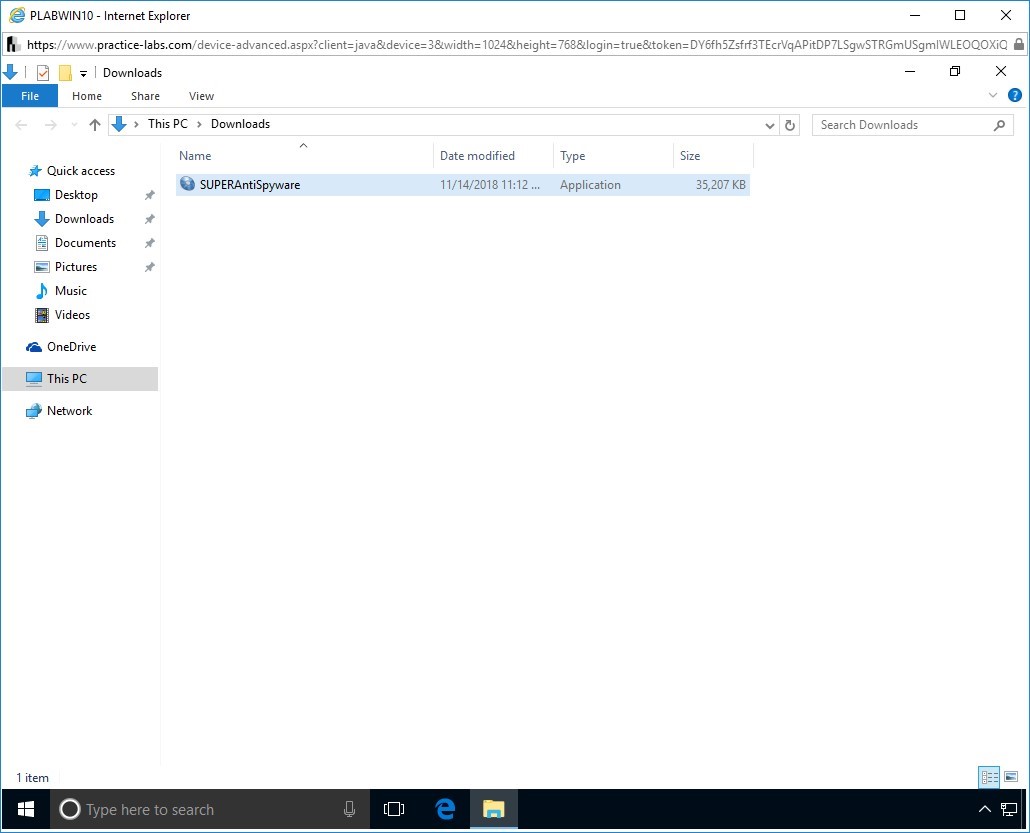 PLABWIN10 - Internet Explorer
https://www.practice-labs.com/device-advanced.aspx?client=java&device=3&width=1024&height=768&login=true&token=DY6fh5Zsfrf3TEcrVqAPitDP7LSgwSTRGmUSgmlWLEOQOXiQ
Downloads
File Home Share View
This PC Downloads
Search Downloads
Name Date modified Type Size
SUPERAntiSpyware 11/14/2018 11:12 ... Application 35,207 KB
Quick access
Desktop
Downloads
Documents
Pictures
Music
Videos
OneDrive
This PC
Network
1 item
Type here to search